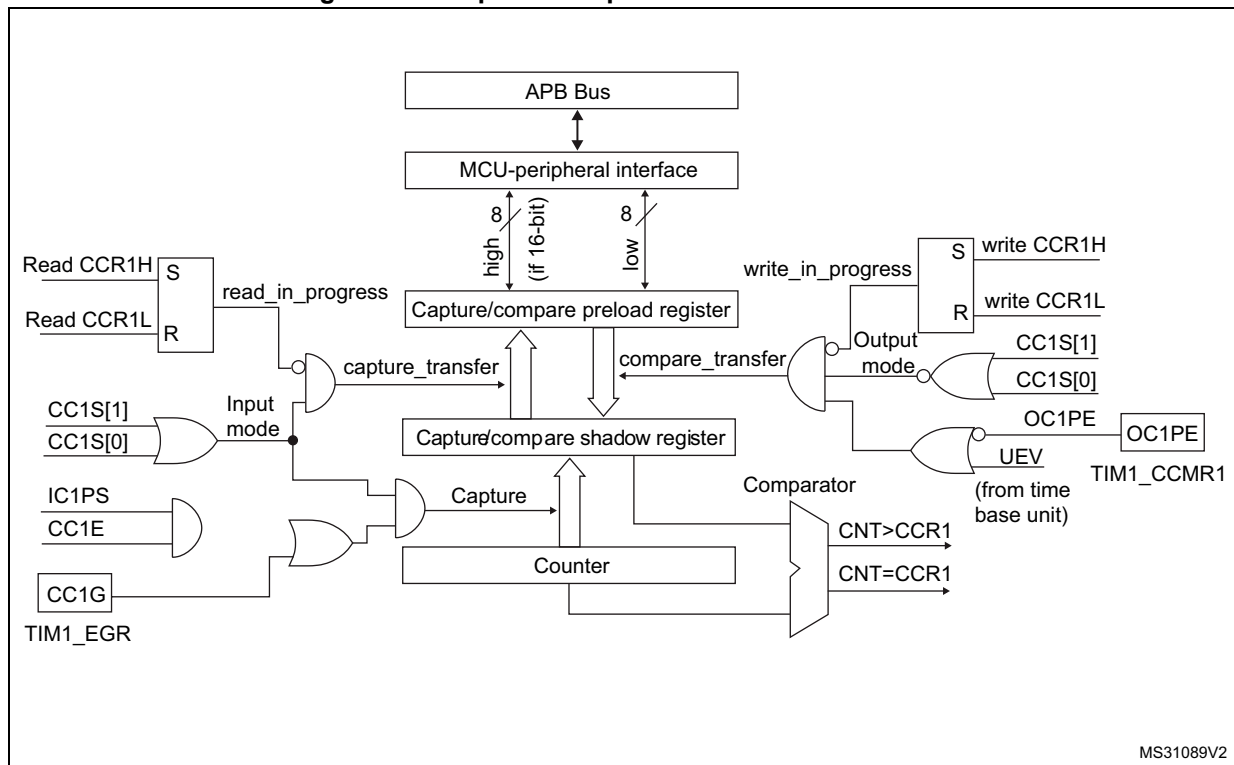 APB Bus
MCU-peripheral interface
8
high
(if 16-bit)
8
low
Read CCR1H
S
read_in_progress
Read CCR1L
R
write_in_progress
S
write CCR1H
R
write CCR1L
Capture/compare preload register
capture_transfer
compare_transfer
Output
mode
CC1S[1]
CC1S[0]
CC1S[1]
CC1S[0]
Input
mode
Capture/compare shadow register
OC1PE
OC1PE
UEV
TIM1_CCMR1
(from time
base unit)
IC1PS
CC1E
Capture
Comparator
CNT>CCR1
Counter
CNT=CCR1
CC1G
TIM1_EGR
MS31089V2